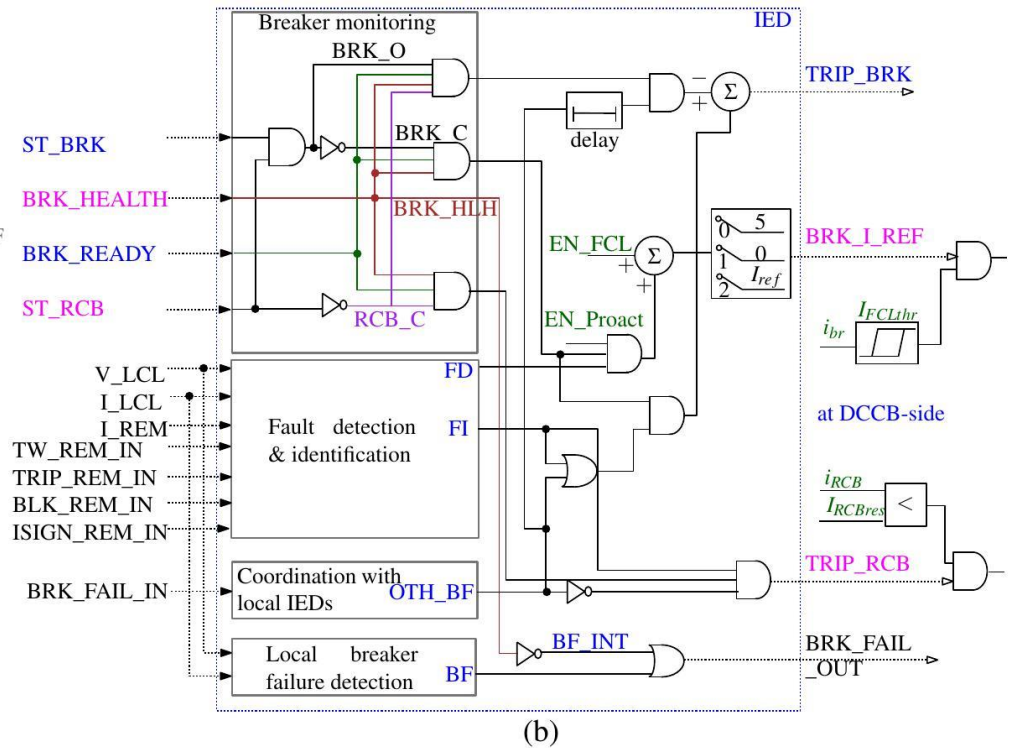 Breaker monitoring
IED
BRK_O
TRIP_BRK
−
+
Σ
ST_BRK
BRK_C
delay
BRK_HEALTH
BRK_HLH
EN_FCL
+
Σ
+
0
5
1
0
2
I_ref
BRK_I_REF
BRK_READY
ST_RCB
RCB_C
EN_Proact
i_br
I_FCLthr
V_LCL
FD
I_LCL
at DCCB-side
I_REM
Fault detection
& identification
FI
TW_REM_IN
TRIP_REM_IN
BLK_REM_IN
ISIGN_REM_IN
i_RCB
I_RCBres
<
TRIP_RCB
BRK_FAIL_IN
Coordination with
local IEDs
OTH_BF
BF_INT
BRK_FAIL
_OUT
Local breaker
failure detection
BF
(b)